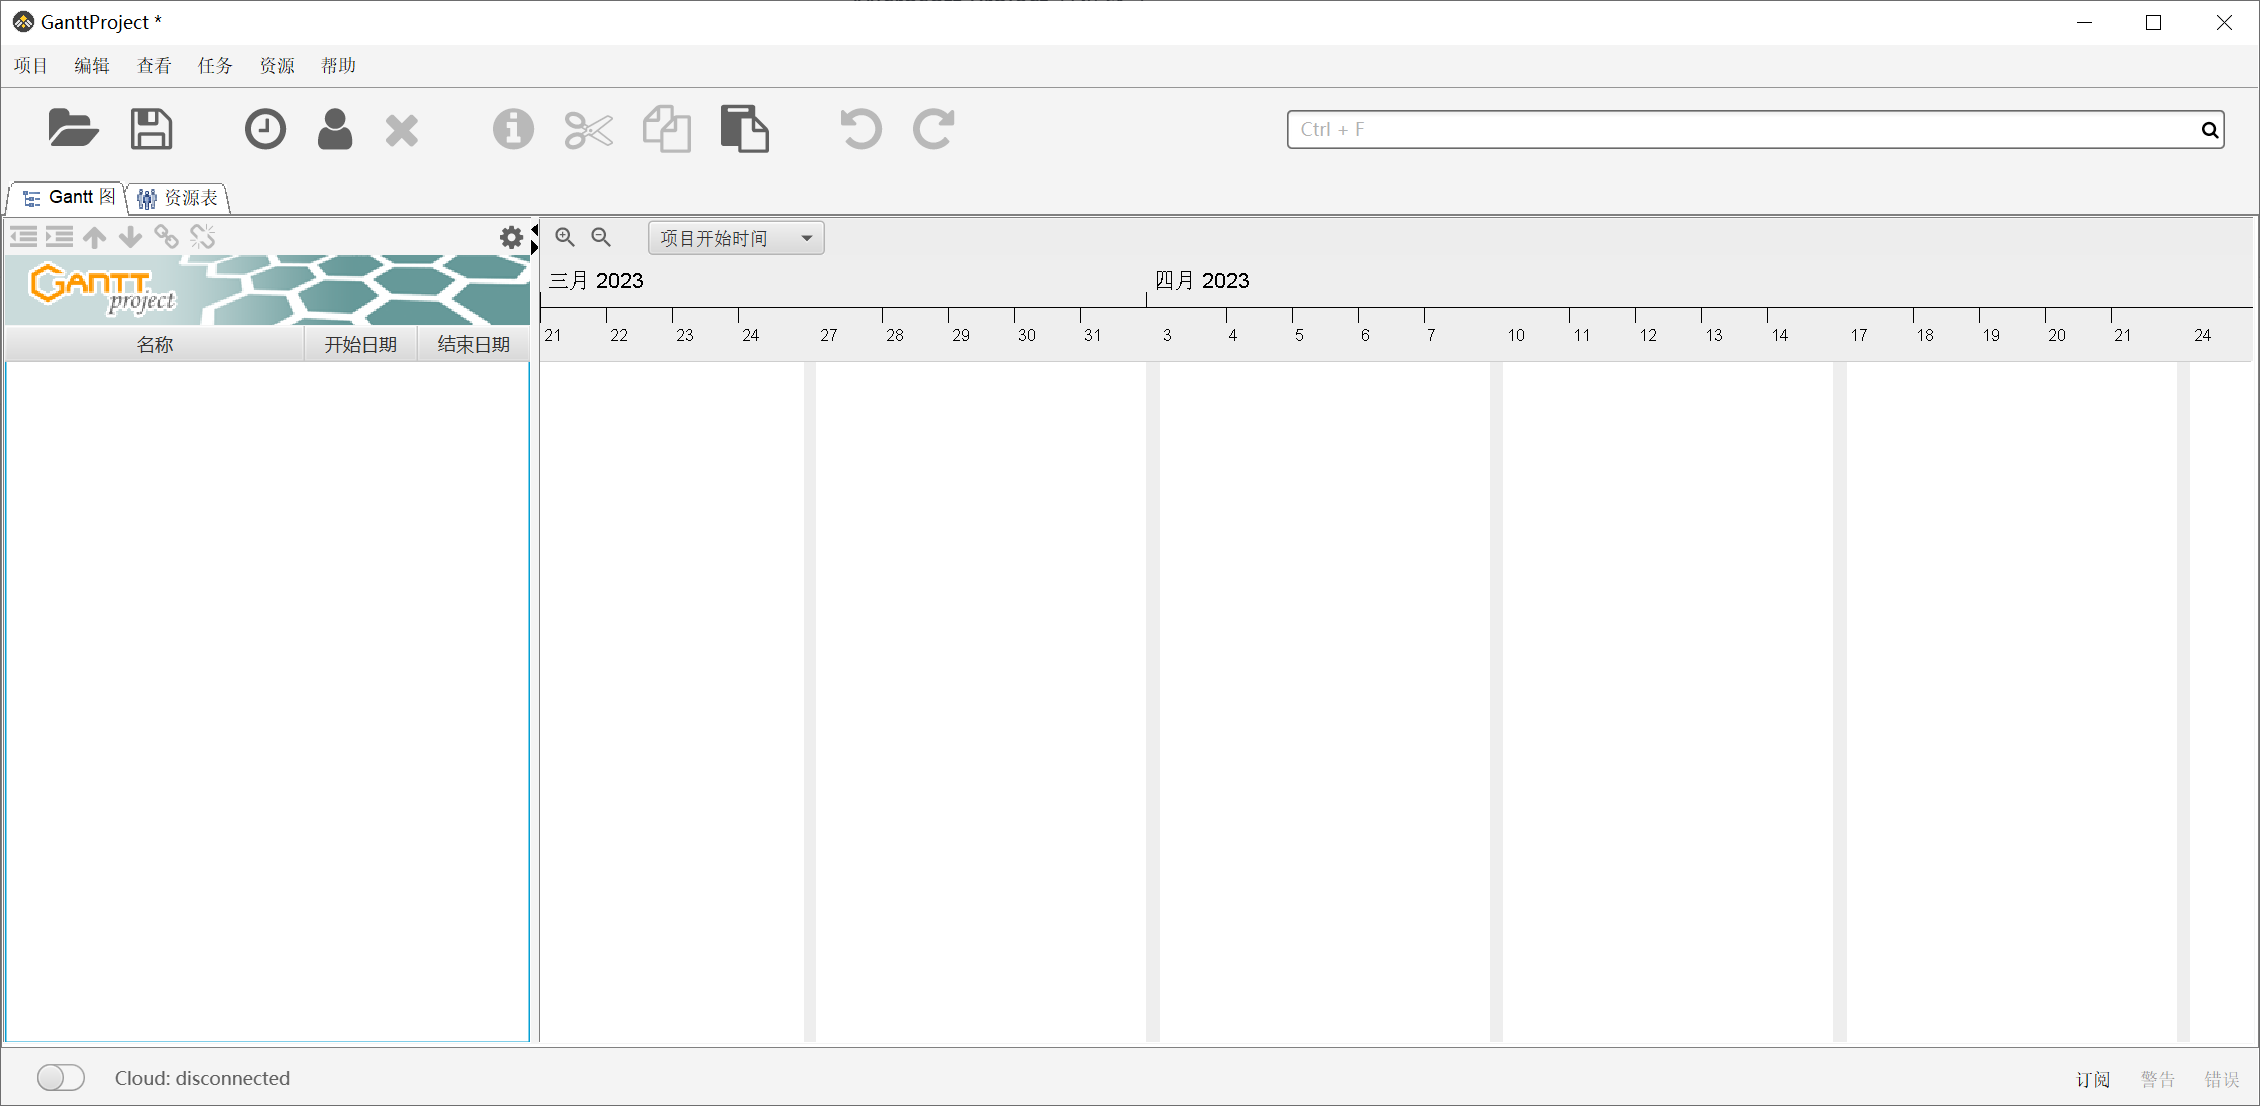 GanttProject *
项目 编辑 查看 任务 资源 帮助
Ctrl + F
Gantt 图 资源表
项目开始时间
GANTT project
三月 2023 四月 2023
名称 开始日期 结束日期
21 22 23 24 27 28 29 30 31 3 4 5 6 7 10 11 12 13 14 17 18 19 20 21 24
Cloud: disconnected
订阅 警告 错误